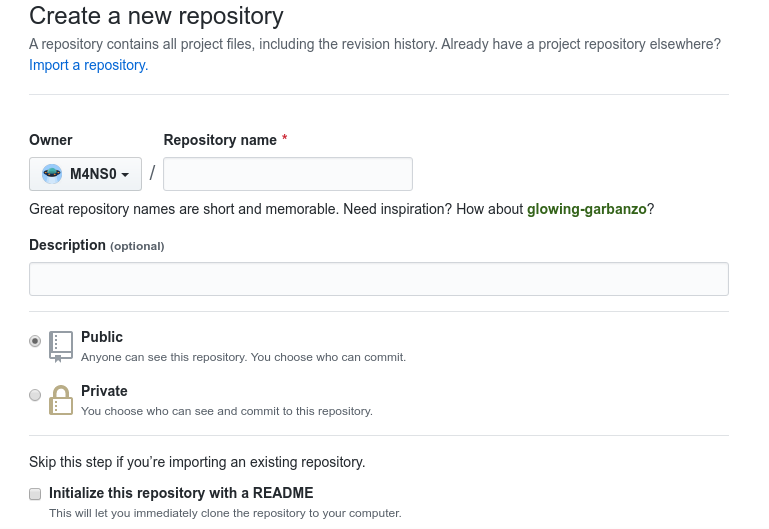 Create a new repository
A repository contains all project files, including the revision history. Already have a project repository elsewhere?
Import a repository.
Owner
Repository name *
M4NS0
/
Great repository names are short and memorable. Need inspiration? How about glowing-garbanzo?
Description (optional)
Public
Anyone can see this repository. You choose who can commit.
Private
You choose who can see and commit to this repository.
Skip this step if you’re importing an existing repository.
Initialize this repository with a README
This will let you immediately clone the repository to your computer.